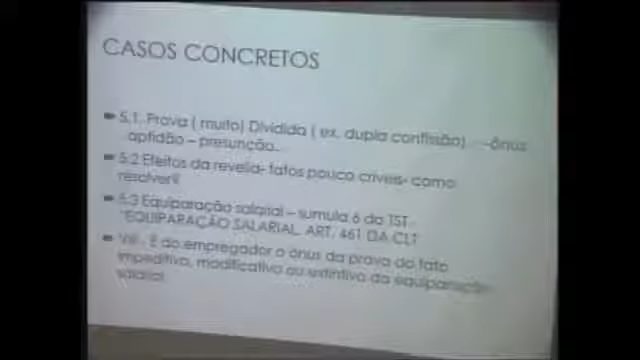 CASOS CONCRETOS
5.1. Prova ( muito) Dividida ( ex. dupla confissão) ... –ônus
aptidão – presunção..
5.2 Efeitos da revelia- fatos pouco críveis- como
resolver?
5.3 Equiparação salarial – sumula 6 do TST.
"EQUIPARAÇÃO SALARIAL. ART. 461 DA CLT
VIII - É do empregador o ônus da prova do fato
impeditivo, modificativo ou extintivo da equiparação
salarial